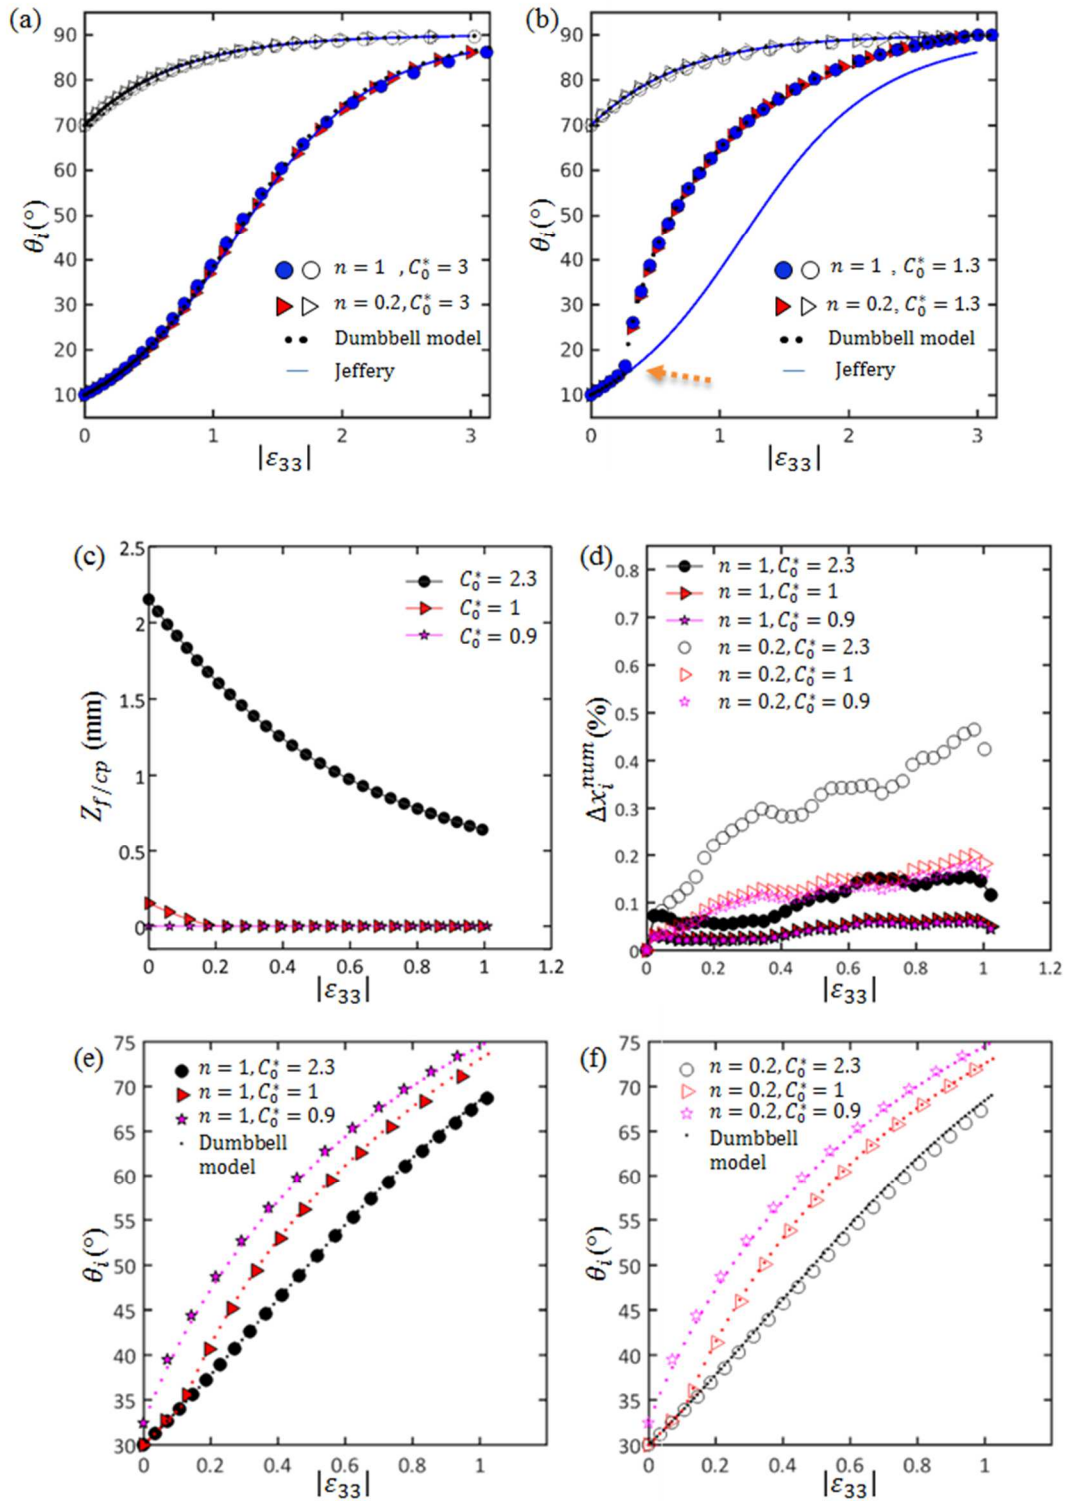 (a)
90
80
70
60
50
40
30
20
10
θi(°)
n = 1 , C₀* = 3
n = 0.2, C₀* = 3
Dumbbell model
Jeffery
0 1 2 3
|ε₃₃|
(b)
90
80
70
60
50
40
30
20
10
θi(°)
n = 1 , C₀* = 1.3
n = 0.2, C₀* = 1.3
Dumbbell model
Jeffery
0 1 2 3
|ε₃₃|
(c)
2.5
2
1.5
1
0.5
0
Z_f/cp (mm)
C₀* = 2.3
C₀* = 1
C₀* = 0.9
0 0.2 0.4 0.6 0.8 1 1.2
|ε₃₃|
(d)
0.8
0.7
0.6
0.5
0.4
0.3
0.2
0.1
0
Δxᵢⁿᵘᵐ(%)
n = 1, C₀* = 2.3
n = 1, C₀* = 1
n = 1, C₀* = 0.9
n = 0.2, C₀* = 2.3
n = 0.2, C₀* = 1
n = 0.2, C₀* = 0.9
0.2 0.4 0.6 0.8 1 1.2
|ε₃₃|
(e)
75
70
65
60
55
50
45
40
35
30
θi(°)
n = 1, C₀* = 2.3
n = 1, C₀* = 1
n = 1, C₀* = 0.9
Dumbbell
model
0 0.2 0.4 0.6 0.8 1
|ε₃₃|
(f)
75
70
65
60
55
50
45
40
35
30
θi(°)
n = 0.2, C₀* = 2.3
n = 0.2, C₀* = 1
n = 0.2, C₀* = 0.9
Dumbbell
model
0 0.2 0.4 0.6 0.8 1
|ε₃₃|